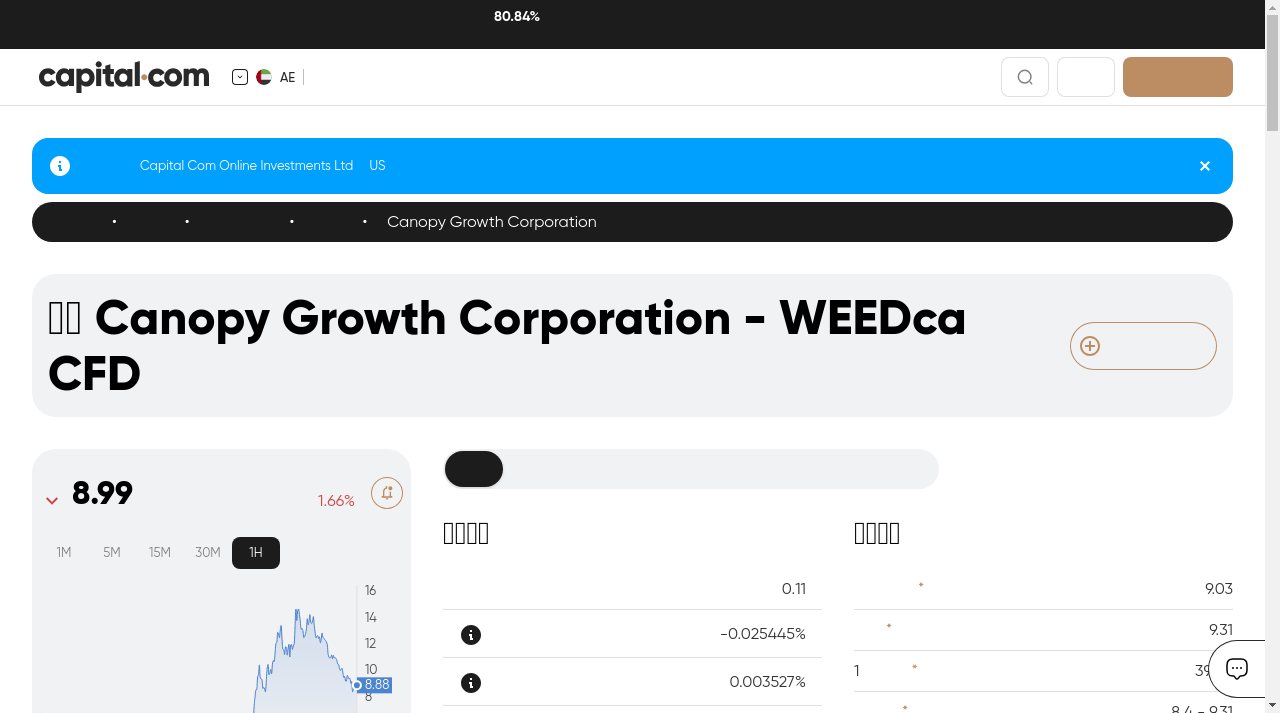 80.84%
capital.com
AE
Capital Com Online Investments Ltd US
Canopy Growth Corporation
Canopy Growth Corporation - WEEDca
CFD
8.99
1.66%
1M 5M 15M 30M 1H
16
14
12
10
8.88
8
0.11
-0.025445%
0.003527%
* 9.03
* 9.31
1 * 39
* 8.4 - 9.31